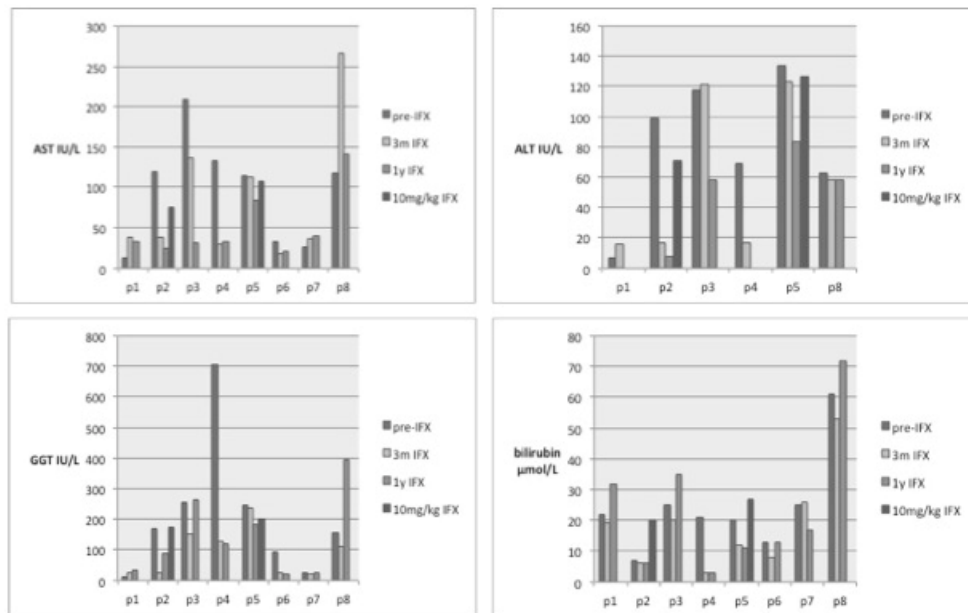 300
250
200
150
100
50
0
AST IU/L
p1 p2 p3 p4 p5 p6 p7 p8
pre-IFX
3m IFX
1y IFX
10mg/kg IFX
160
140
120
100
80
60
40
20
0
ALT IU/L
p1 p2 p3 p4 p5 p8
pre-IFX
3m IFX
1y IFX
10mg/kg IFX
800
700
600
500
400
300
200
100
0
GGT IU/L
p1 p2 p3 p4 p5 p6 p7 p8
pre-IFX
3m IFX
1y IFX
10mg/kg IFX
80
70
60
50
40
30
20
10
0
bilirubin
µmol/L
p1 p2 p3 p4 p5 p6 p7 p8
pre-IFX
3m IFX
1y IFX
10mg/kg IFX